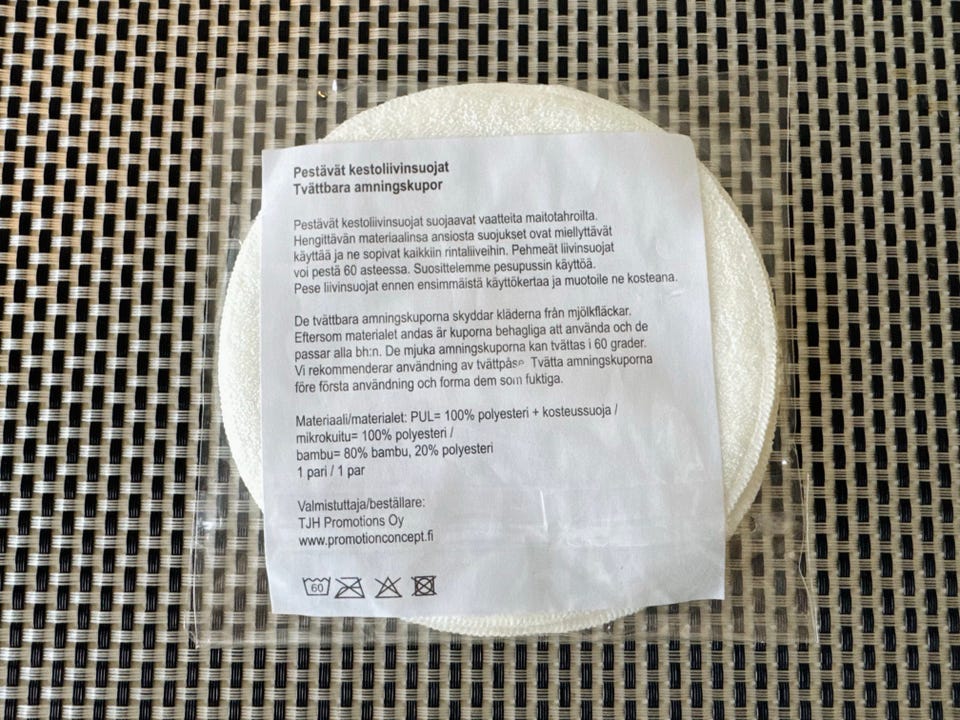 Pestävät kestoliivinsuojat
Tvättbara amningskupor
Pestävät kestoliivinsuojat suojaavat vaatteita maitotahroilta.
Hengittävän materiaalinsa ansiosta suojukset ovat miellyttävät
käyttää ja ne sopivat kaikkiin rintaliiveihin. Pehmeät liivinsuojat
voi pestä 60 asteessa. Suosittelemme pesupussin käyttöä.
Pese liivinsuojat ennen ensimmäistä käyttökertaa ja muotoile ne kosteana.
De tvättbara amningskuporna skyddar kläderna från mjölkfläckar.
Eftersom materialet andas är kuporna behagliga att använda och de
passar alla bh:n. De mjuka amningskuporna kan tvättas i 60 grader.
Vi rekommenderar användning av tvättpåse. Tvätta amningskuporna
före första användning och forma dem som fuktiga.
Materiaali/materialet: PUL= 100% polyesteri + kosteussuoja /
mikrokuitu= 100% polyesteri /
bambu= 80% bambu, 20% polyesteri
1 pari / 1 par
Valmistuttaja/beställare:
TJH Promotions Oy
www.promotionconcept.fi
60